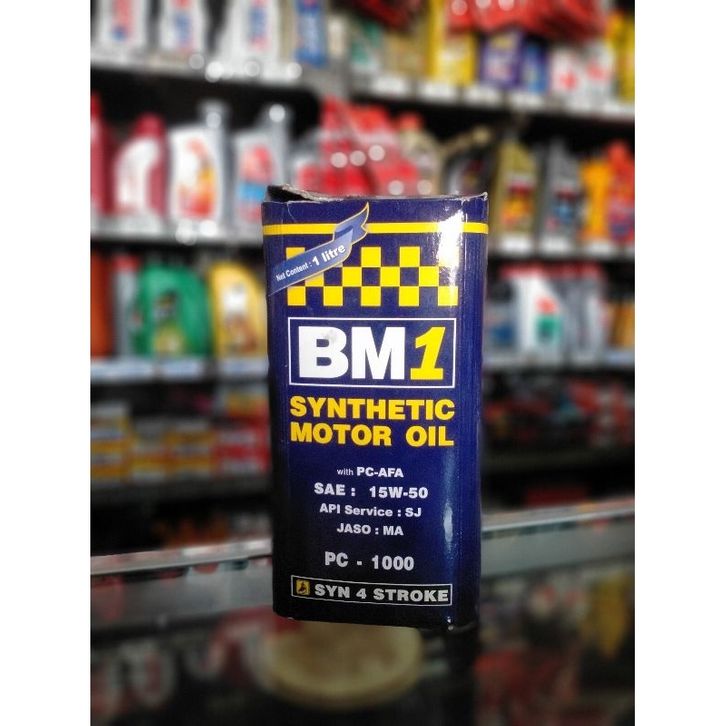 Net Content : 1 litre
BM1
SYNTHETIC
MOTOR OIL
with PC-AFA
SAE : 15W-50
API Service : SJ
JASO : MA
PC - 1000
SYN 4 STROKE